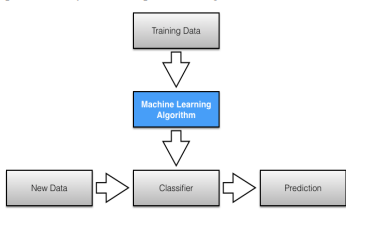 Training Data
Machine Learning
Algorithm
New Data
Classifier
Prediction